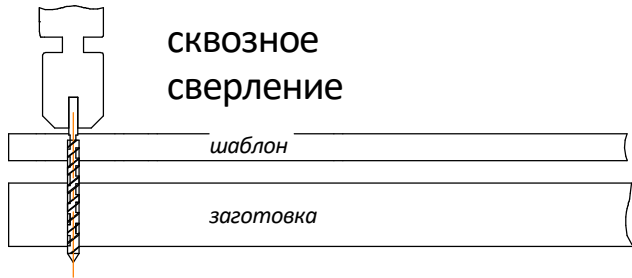 сквозное
сверление
шаблон
заготовка